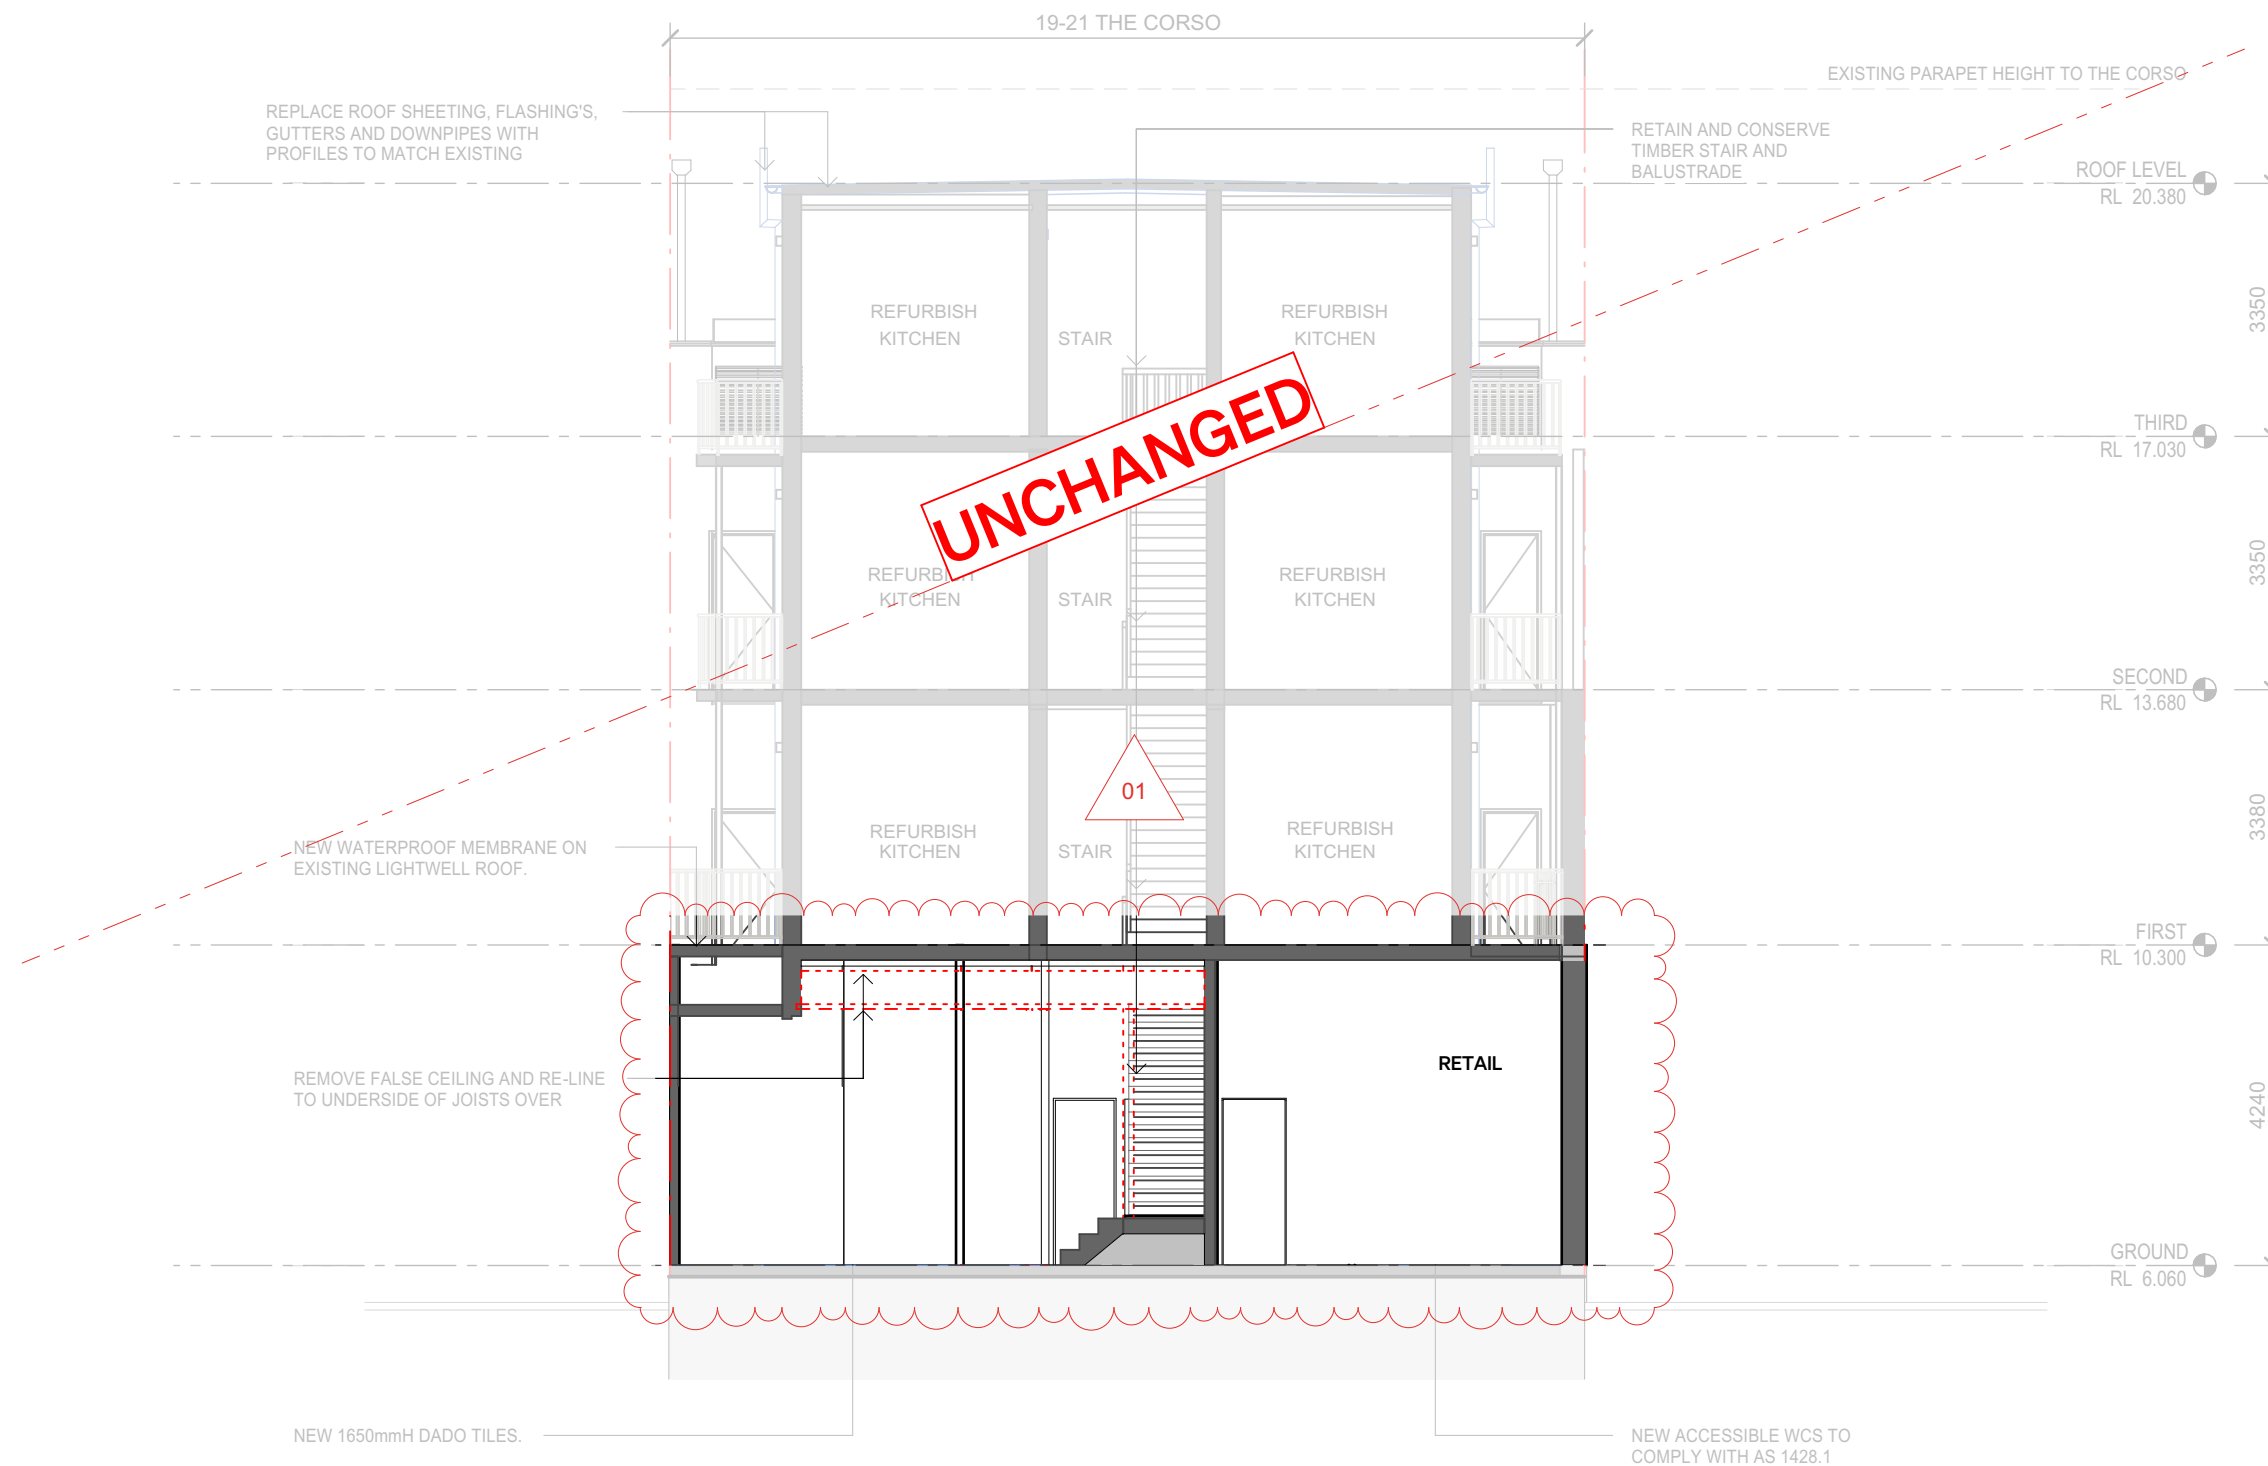 19-21 THE CORSO
EXISTING PARAPET HEIGHT TO THE CORSO
REPLACE ROOF SHEETING, FLASHING'S,
GUTTERS AND DOWNPIPES WITH
PROFILES TO MATCH EXISTING
RETAIN AND CONSERVE
TIMBER STAIR AND
BALUSTRADE
ROOF LEVEL
RL 20.380
3350
REFURBISH
KITCHEN
STAIR
REFURBISH
KITCHEN
UNCHANGED
THIRD
RL 17.030
3350
REFURBISH
KITCHEN
STAIR
REFURBISH
KITCHEN
SECOND
RL 13.680
3380
01
REFURBISH
KITCHEN
STAIR
REFURBISH
KITCHEN
NEW WATERPROOF MEMBRANE ON
EXISTING LIGHTWELL ROOF.
FIRST
RL 10.300
4240
RETAIL
REMOVE FALSE CEILING AND RE-LINE
TO UNDERSIDE OF JOISTS OVER
GROUND
RL 6.060
NEW 1650mmH DADO TILES.
NEW ACCESSIBLE WCS TO
COMPLY WITH AS 1428.1